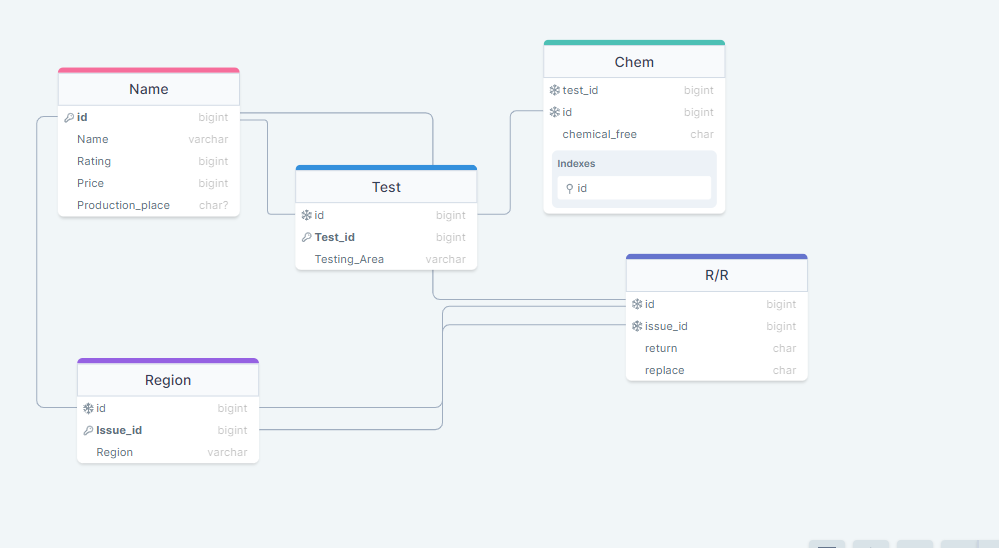 Name
id bigint
Name varchar
Rating bigint
Price bigint
Production_place char?
Test
id bigint
Test_id bigint
Testing_Area varchar
Chem
test_id bigint
id bigint
chemical_free char
Indexes
id
R/R
id bigint
issue_id bigint
return char
replace char
Region
id bigint
Issue_id bigint
Region varchar